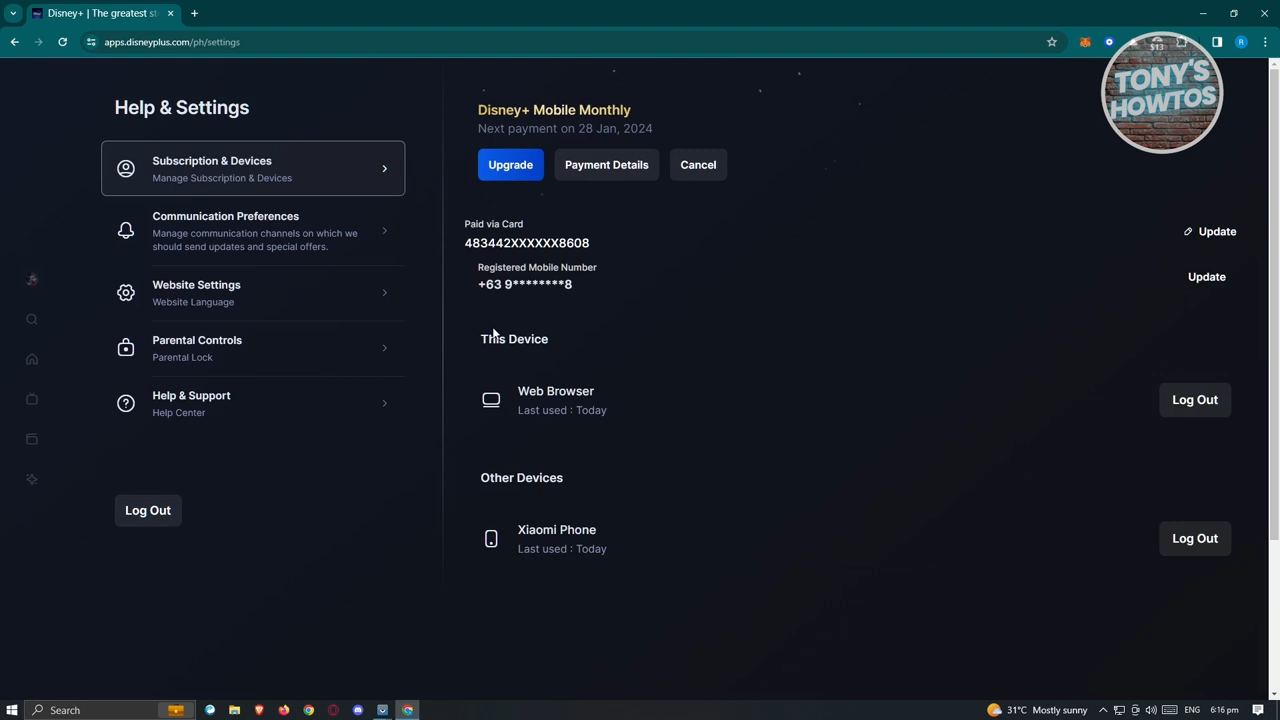 Disney+ | The greatest st
apps.disneyplus.com/ph/settings
$13
R
TONY'S
HOWTOS
Help & Settings
Subscription & Devices
Manage Subscription & Devices
Communication Preferences
Manage communication channels on which we
should send updates and special offers.
Website Settings
Website Language
Parental Controls
Parental Lock
Help & Support
Help Center
Log Out
Disney+ Mobile Monthly
Next payment on 28 Jan, 2024
Upgrade
Payment Details
Cancel
Paid via Card
483442XXXXXX8608
Update
Registered Mobile Number
+63 9********8
Update
This Device
Web Browser
Last used : Today
Log Out
Other Devices
Xiaomi Phone
Last used : Today
Log Out
Search
31°C Mostly sunny
ENG
6:16 pm